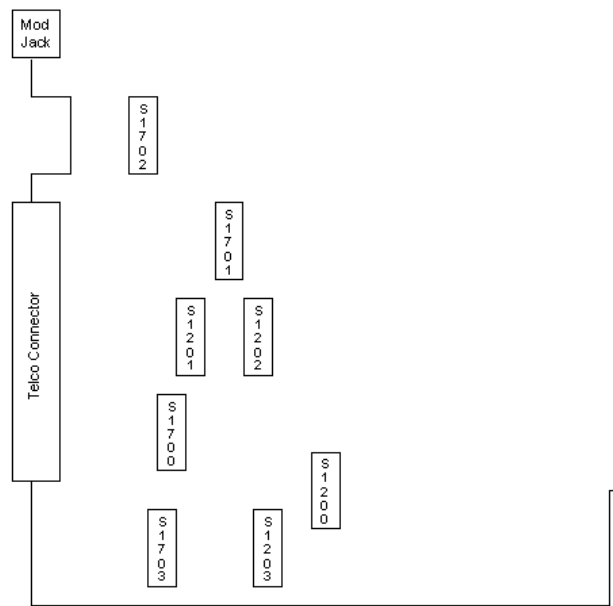 Mod
Jack
S1702
S1701
S1201
S1202
Telco Connector
S1700
S1200
S1703
S1203